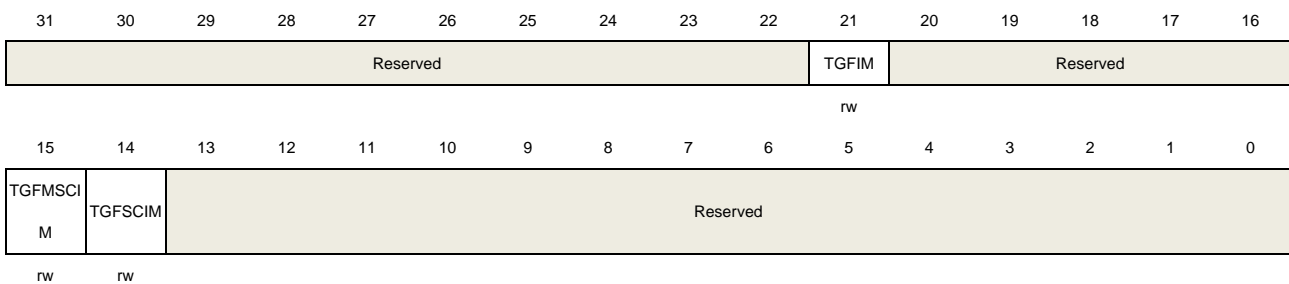 31 30 29 28 27 26 25 24 23 22 21 20 19 18 17 16
Reserved TGFIM Reserved
rw
15 14 13 12 11 10 9 8 7 6 5 4 3 2 1 0
TGFMSCI
M
TGFSCIM
Reserved
rw rw